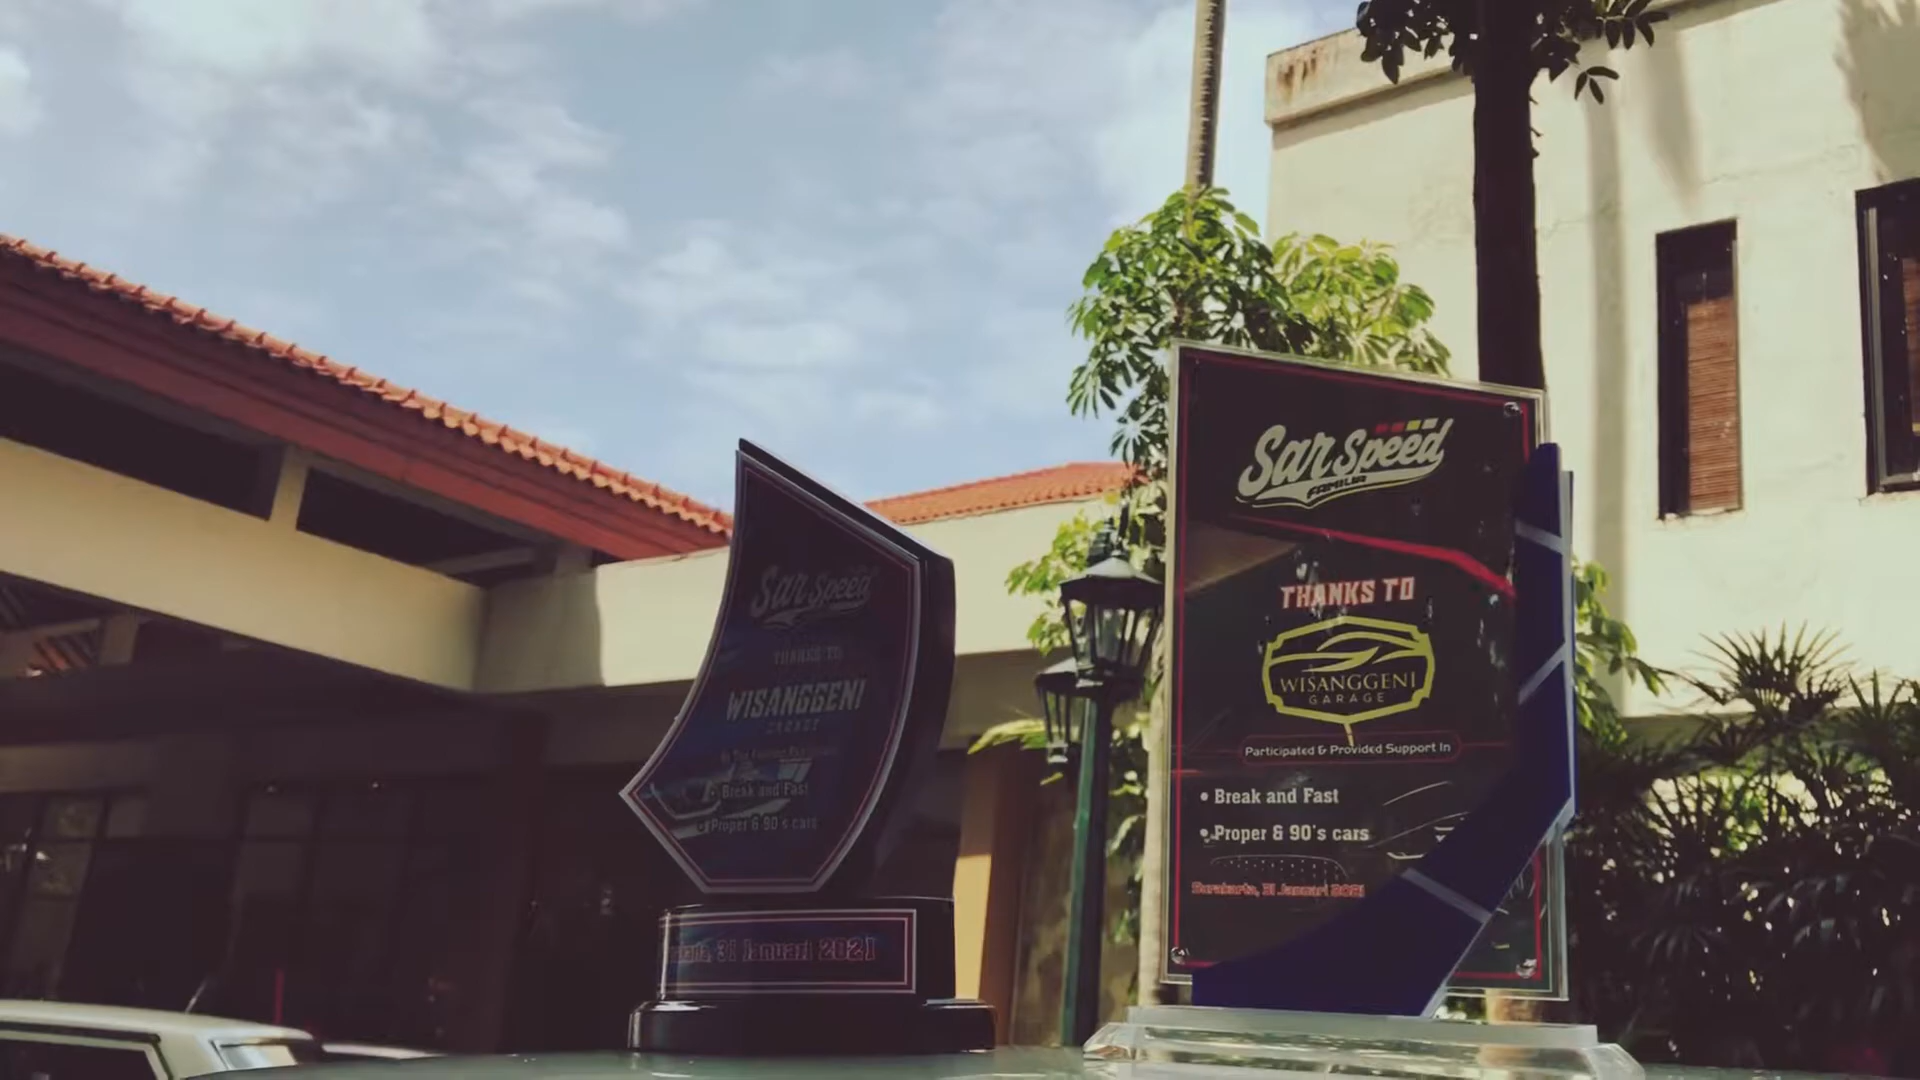 Sar Speed
THANKS TO
WISANGGENI
GARAGE
• Break and Fast
• Proper & 90's cars
31 Januari 2021
Sar Speed
FAMILIA
THANKS TO
WISANGGENI
GARAGE
Participated & Provided Support In
• Break and Fast
• Proper & 90's cars
Surakarta, 31 Januari 2021